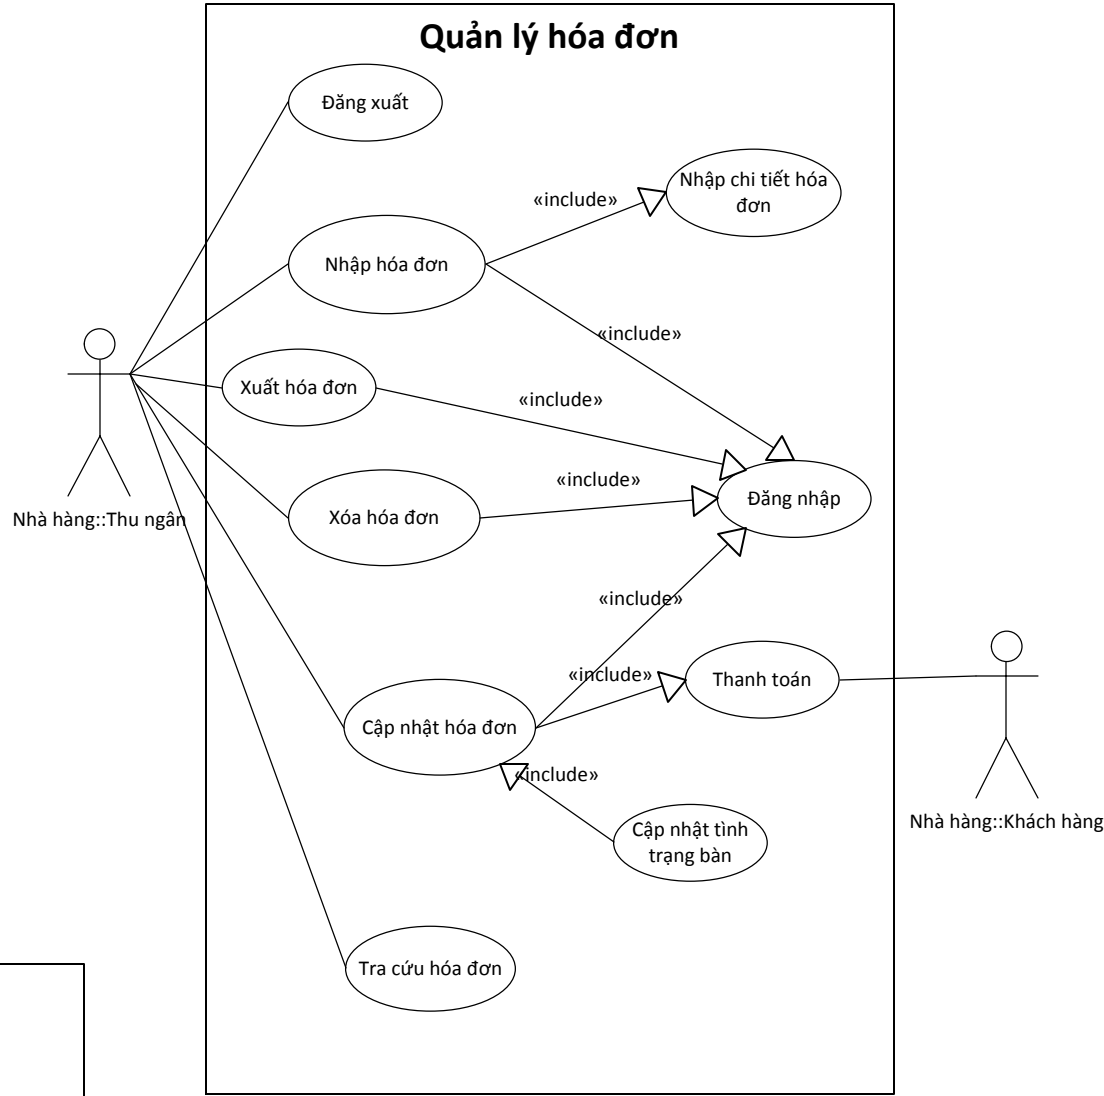 Quản lý hóa đơn
Đăng xuất
Nhập chi tiết hóa
đơn
«include»
Nhập hóa đơn
«include»
Xuất hóa đơn
«include»
«include»
Đăng nhập
Xóa hóa đơn
Nhà hàng::Thu ngân
«include»
«include»
Thanh toán
Cập nhật hóa đơn
«include»
Cập nhật tình
trạng bàn
Nhà hàng::Khách hàng
Tra cứu hóa đơn